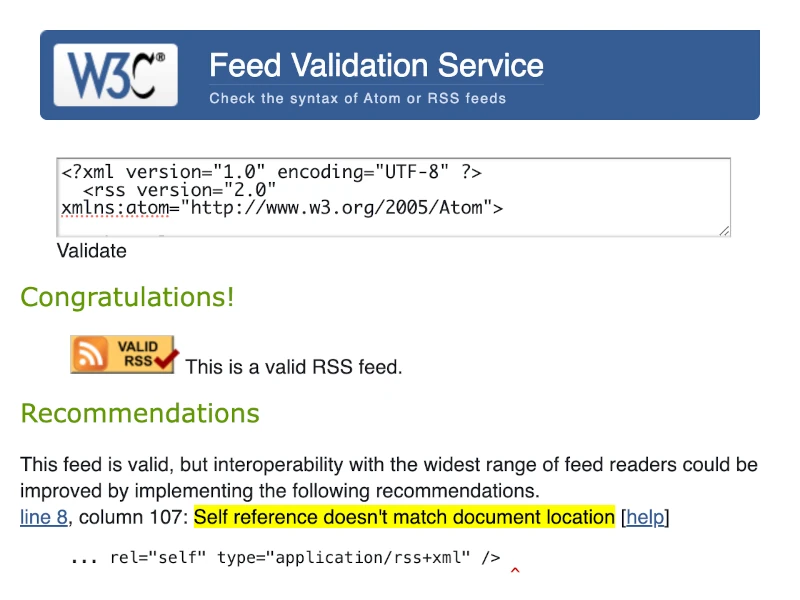 W3C®
Feed Validation Service
Check the syntax of Atom or RSS feeds
<?xml version="1.0" encoding="UTF-8" ?>
<rss version="2.0"
xmlns:atom="http://www.w3.org/2005/Atom">
Validate
Congratulations!
VALID
RSS
This is a valid RSS feed.
Recommendations
This feed is valid, but interoperability with the widest range of feed readers could be
improved by implementing the following recommendations.
line 8, column 107: Self reference doesn't match document location [help]
... rel="self" type="application/rss+xml" />
^